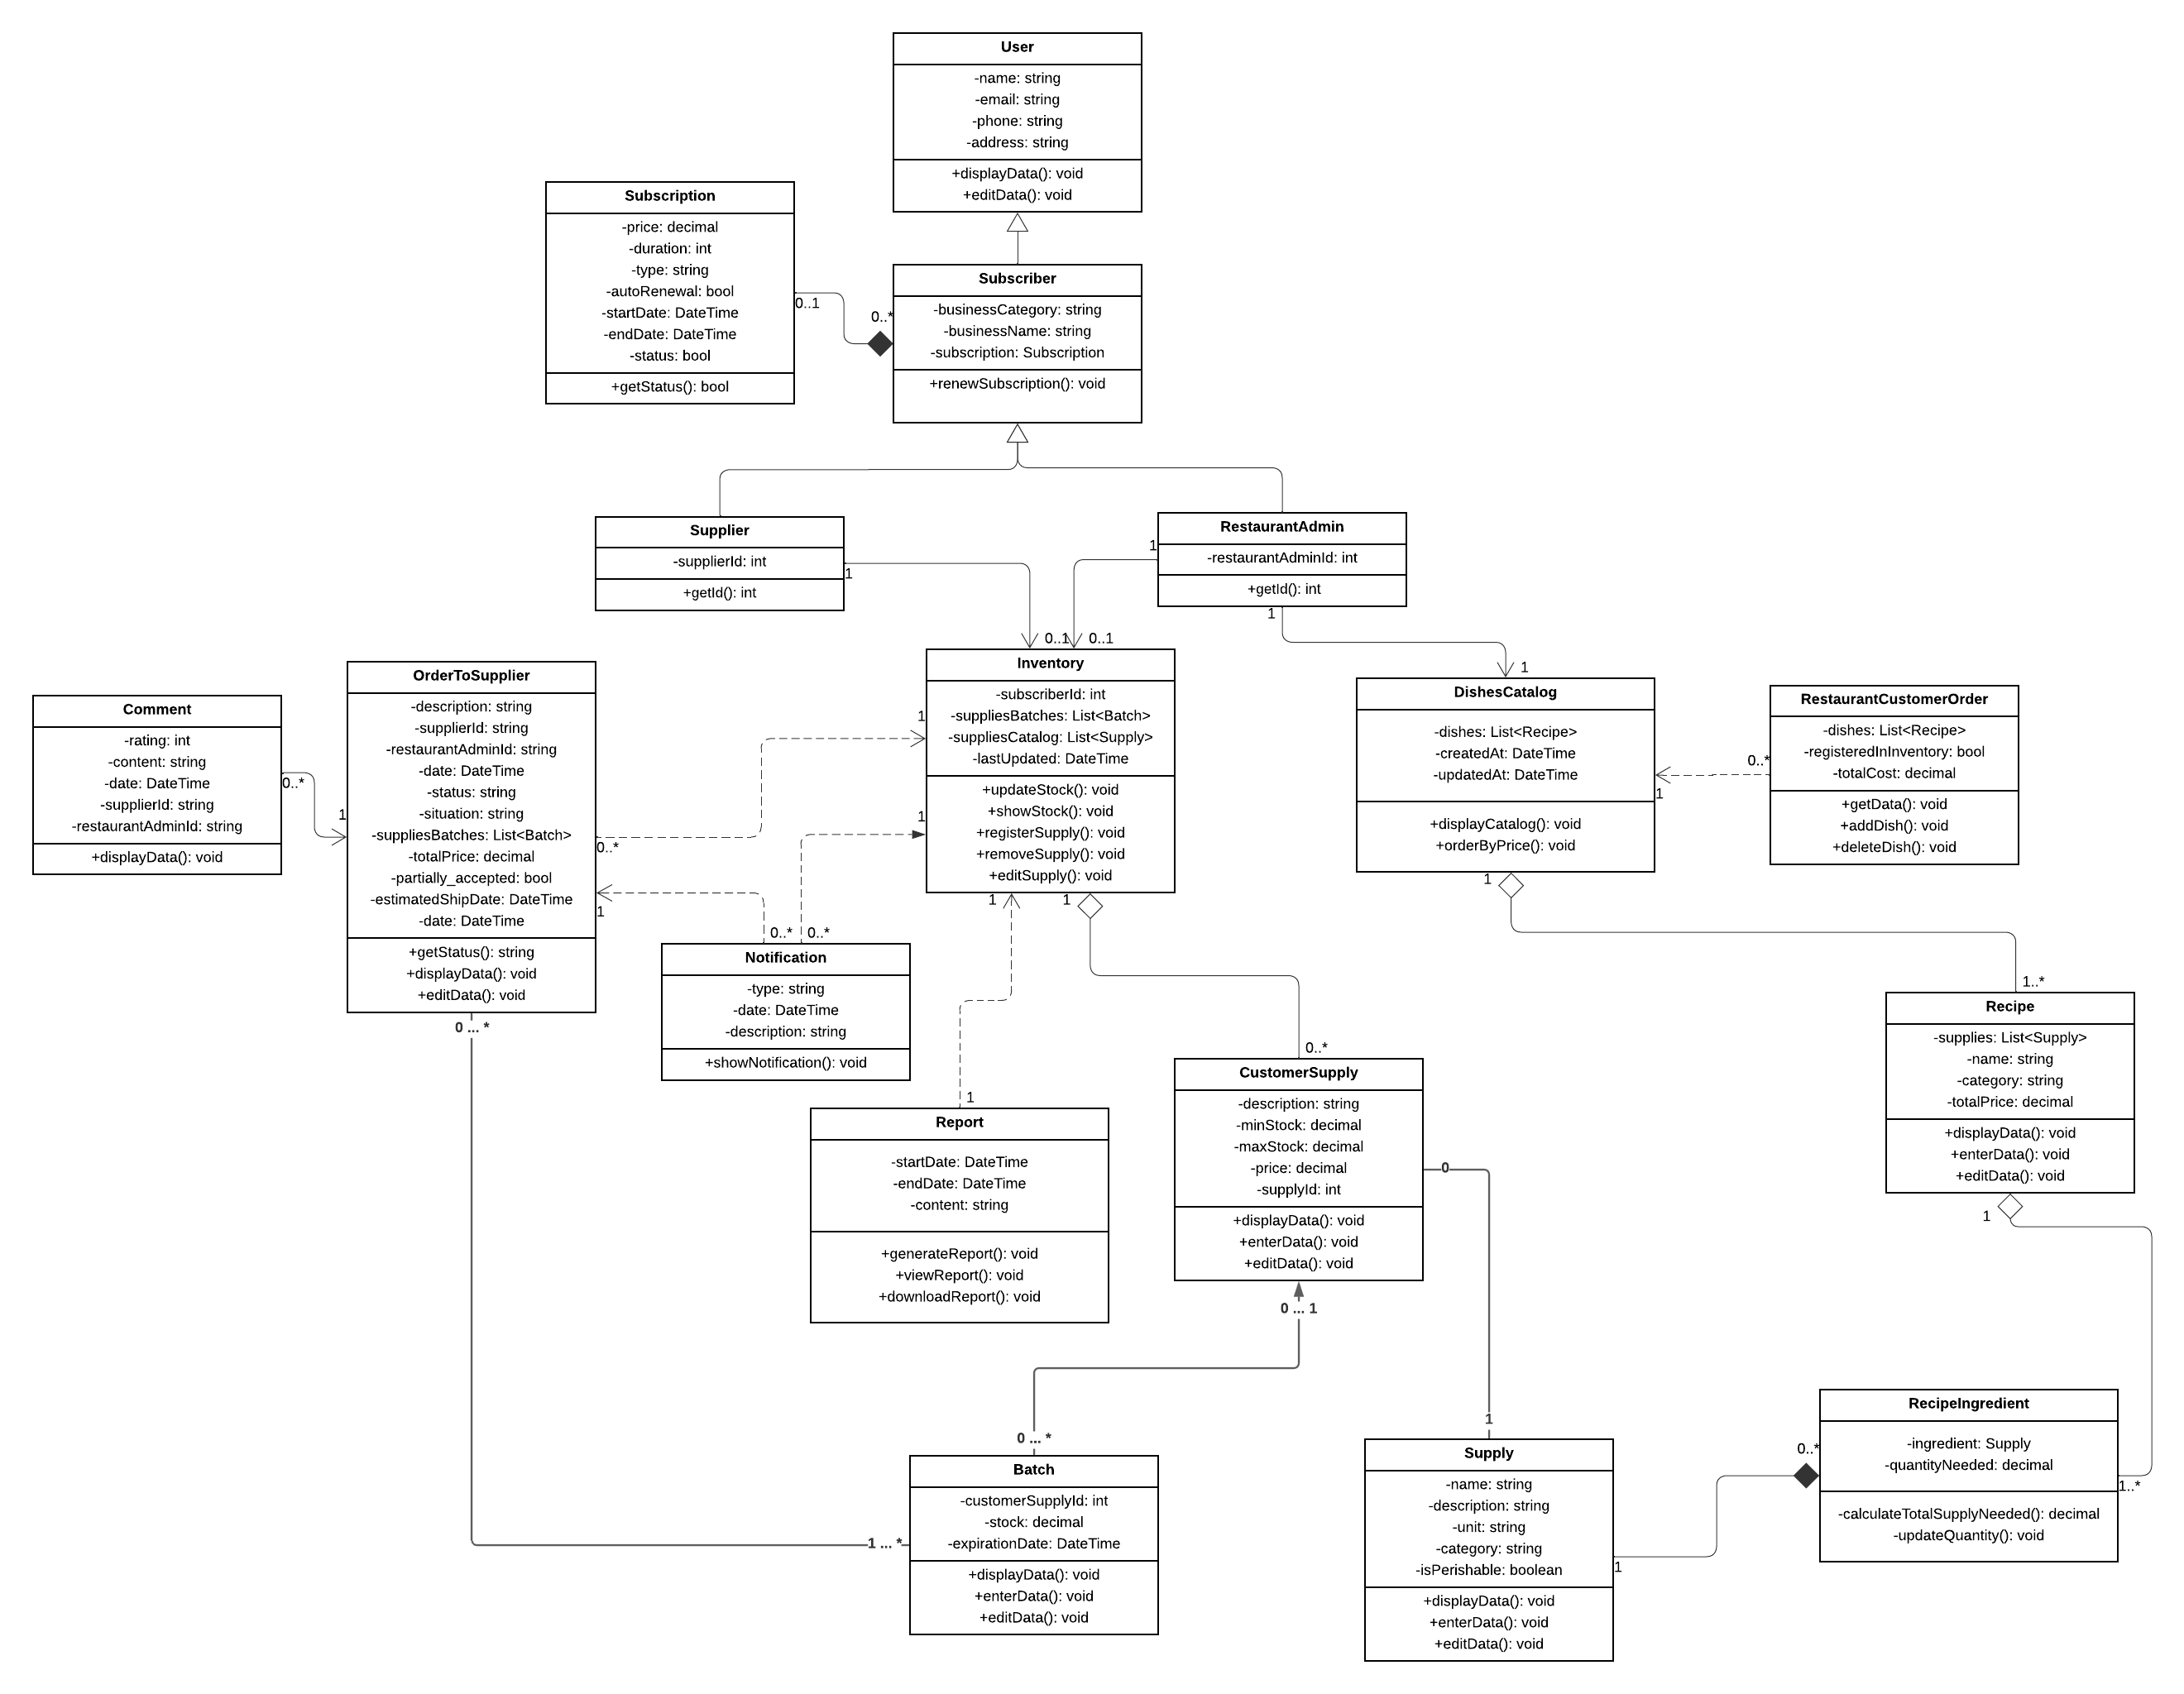 User
-name: string
-email: string
-phone: string
-address: string
+displayData(): void
+editData(): void
Subscription
-price: decimal
-duration: int
-type: string
-autoRenewal: bool
-startDate: DateTime
-endDate: DateTime
-status: bool
+getStatus(): bool
0..1
0..*
Subscriber
-businessCategory: string
-businessName: string
-subscription: Subscription
+renewSubscription(): void
Supplier
-supplierId: int
+getId(): int
1
0..1
RestaurantAdmin
-restaurantAdminId: int
+getId(): int
1
0..1
1
1
Comment
-rating: int
-content: string
-date: DateTime
-supplierId: string
-restaurantAdminId: string
+displayData(): void
0..*
1
OrderToSupplier
-description: string
-supplierId: string
-restaurantAdminId: string
-date: DateTime
-status: string
-situation: string
-suppliesBatches: List<Batch>
-totalPrice: decimal
-partially_accepted: bool
-estimatedShipDate: DateTime
-date: DateTime
+getStatus(): string
+displayData(): void
+editData(): void
0..*
1
1
0 ... *
Inventory
-subscriberId: int
-suppliesBatches: List<Batch>
-suppliesCatalog: List<Supply>
-lastUpdated: DateTime
+updateStock(): void
+showStock(): void
+registerSupply(): void
+removeSupply(): void
+editSupply(): void
1
1
1
DishesCatalog
-dishes: List<Recipe>
-createdAt: DateTime
-updatedAt: DateTime
+displayCatalog(): void
+orderByPrice(): void
1
0..*
1
RestaurantCustomerOrder
-dishes: List<Recipe>
-registeredInInventory: bool
-totalCost: decimal
+getData(): void
+addDish(): void
+deleteDish(): void
0..*
0..*
Notification
-type: string
-date: DateTime
-description: string
+showNotification(): void
1
Report
-startDate: DateTime
-endDate: DateTime
-content: string
+generateReport(): void
+viewReport(): void
+downloadReport(): void
0..*
CustomerSupply
-description: string
-minStock: decimal
-maxStock: decimal
-price: decimal
-supplyId: int
+displayData(): void
+enterData(): void
+editData(): void
0
0 ... 1
1..*
Recipe
-supplies: List<Supply>
-name: string
-category: string
-totalPrice: decimal
+displayData(): void
+enterData(): void
+editData(): void
1
0 ... *
1 ... *
Batch
-customerSupplyId: int
-stock: decimal
-expirationDate: DateTime
+displayData(): void
+enterData(): void
+editData(): void
1
Supply
-name: string
-description: string
-unit: string
-category: string
-isPerishable: boolean
+displayData(): void
+enterData(): void
+editData(): void
1
0..*
RecipeIngredient
-ingredient: Supply
-quantityNeeded: decimal
-calculateTotalSupplyNeeded(): decimal
-updateQuantity(): void
1..*